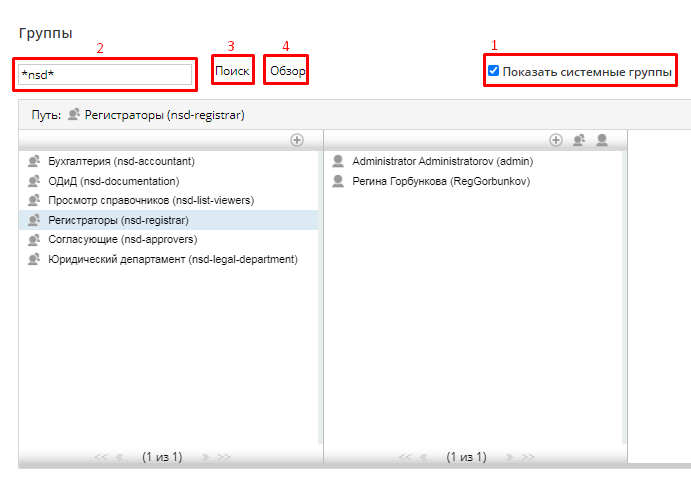 Группы
2
3
4
1
*nsd*
Поиск
Обзор
Показать системные группы
Путь: Регистраторы (nsd-registrar)
Бухгалтерия (nsd-accountant)
ОДиД (nsd-documentation)
Просмотр справочников (nsd-list-viewers)
Регистраторы (nsd-registrar)
Согласующие (nsd-approvers)
Юридический департамент (nsd-legal-department)
Administrator Administratorov (admin)
Регина Горбункова (RegGorbunkov)
<< < (1 из 1) > >>
<< < (1 из 1) > >>